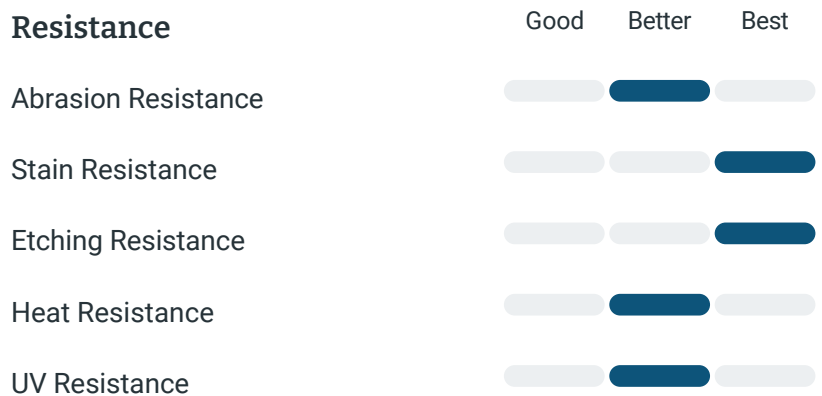 Resistance Good Better Best
Abrasion Resistance
Stain Resistance
Etching Resistance
Heat Resistance
UV Resistance